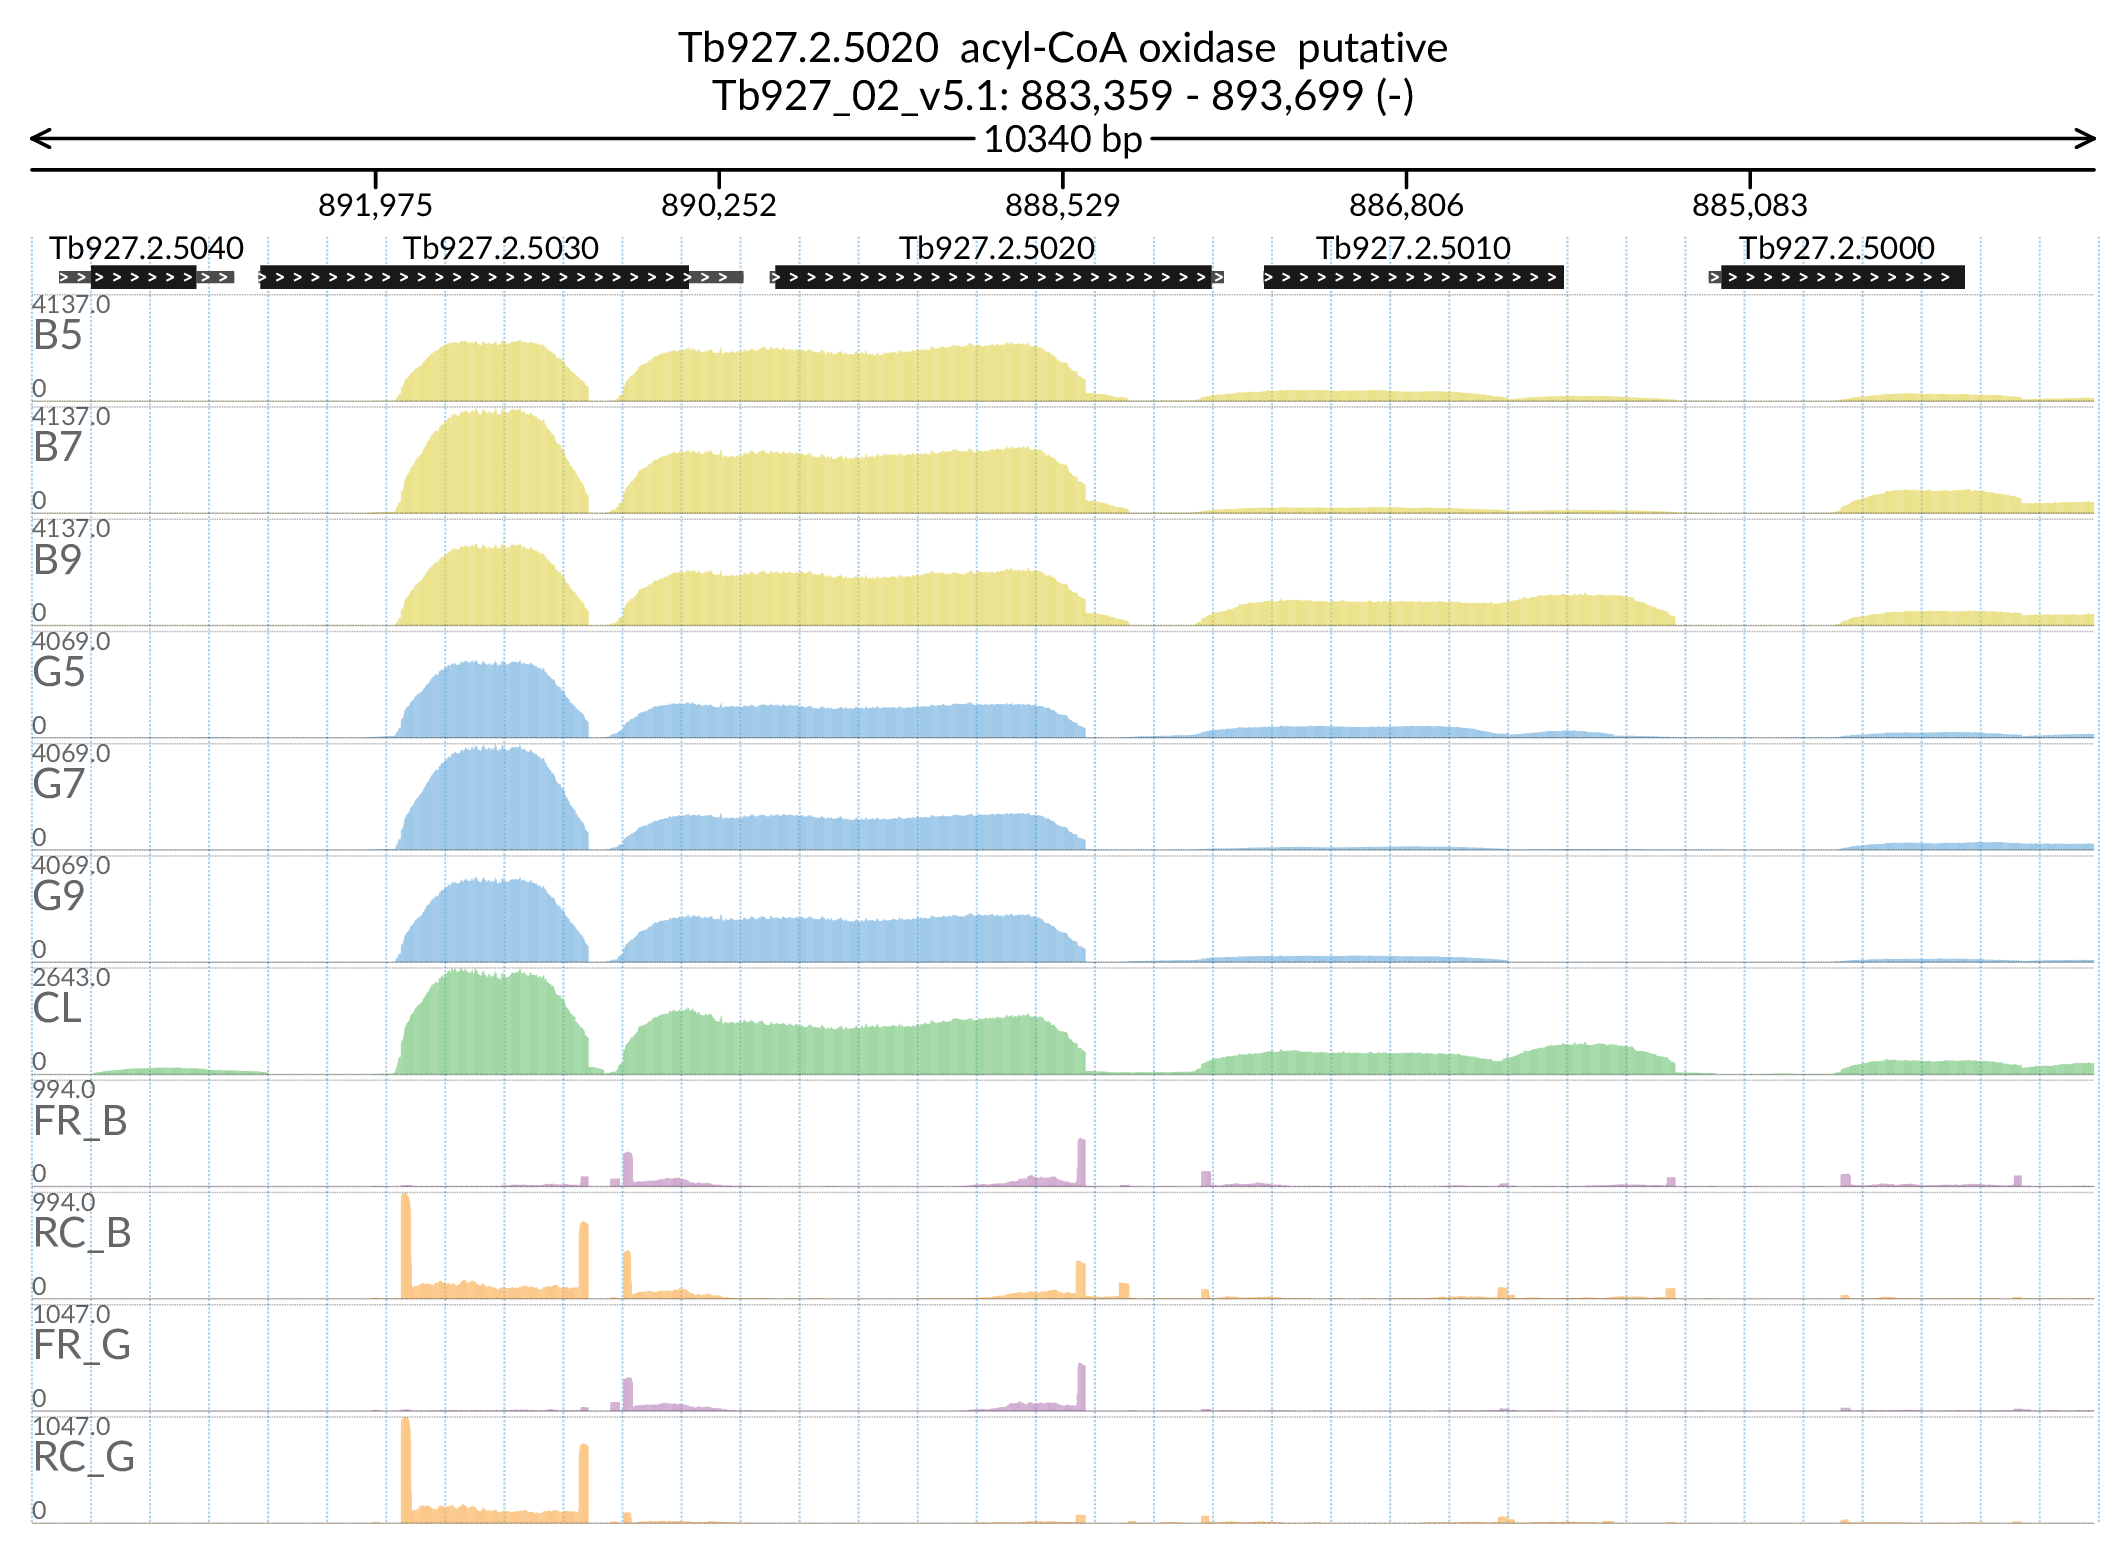 Tb927.2.5020 acyl-CoA oxidase putative
Tb927_02_v5.1: 883,359 - 893,699 (-)
10340 bp
891,975 890,252 888,529 886,806 885,083
Tb927.2.5040 Tb927.2.5030 Tb927.2.5020 Tb927.2.5010 Tb927.2.5000
4137.0
B5
0
4137.0
B7
0
4137.0
B9
0
4069.0
G5
0
4069.0
G7
0
4069.0
G9
0
2643.0
CL
0
994.0
FR_B
0
994.0
RC_B
0
1047.0
FR_G
0
1047.0
RC_G
0